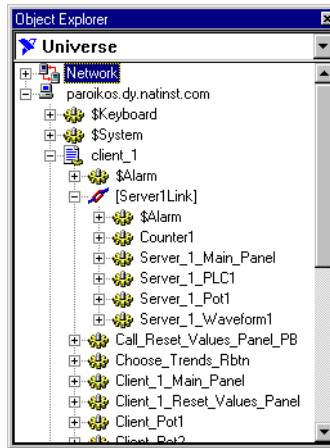 Object Explorer
Universe
Network
paroikos.dy.natinst.com
$Keyboard
$System
client_1
$Alarm
[Server1Link]
$Alarm
Counter1
Server_1_Main_Panel
Server_1_PLC1
Server_1_Pot1
Server_1_Waveform1
Call_Reset_Values_Panel_PB
Choose_Trends_Rbtn
Client_1_Main_Panel
Client_1_Reset_Values_Panel
Client_Pot1
Client_Pot2